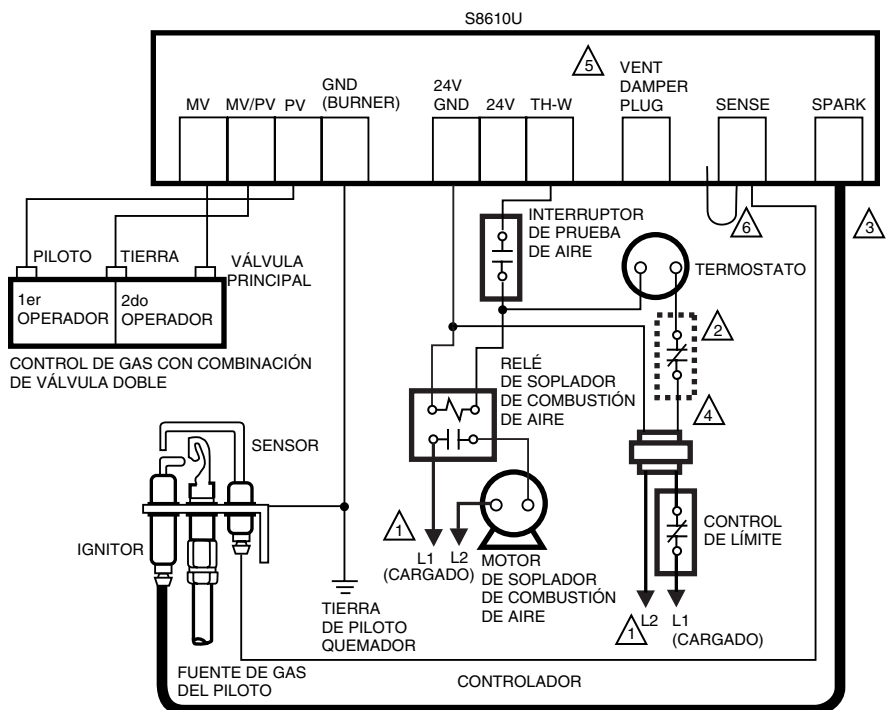 S8610U
MV
MV/PV
PV
GND
(BURNER)
24V
GND
24V
TH-W
5
VENT
DAMPER
PLUG
SENSE
SPARK
6
3
PILOTO
TIERRA
VÁLVULA
PRINCIPAL
1er
OPERADOR
2do
OPERADOR
CONTROL DE GAS CON COMBINACIÓN
DE VÁLVULA DOBLE
INTERRUPTOR
DE PRUEBA
DE AIRE
TERMOSTATO
2
4
RELÉ
DE SOPLADOR
DE COMBUSTIÓN
DE AIRE
SENSOR
IGNITOR
1
L1
(CARGADO)
L2
MOTOR
DE SOPLADOR
DE COMBUSTIÓN
DE AIRE
CONTROL
DE LÍMITE
1
L2
L1
(CARGADO)
TIERRA
DE PILOTO
QUEMADOR
FUENTE DE GAS
DEL PILOTO
CONTROLADOR